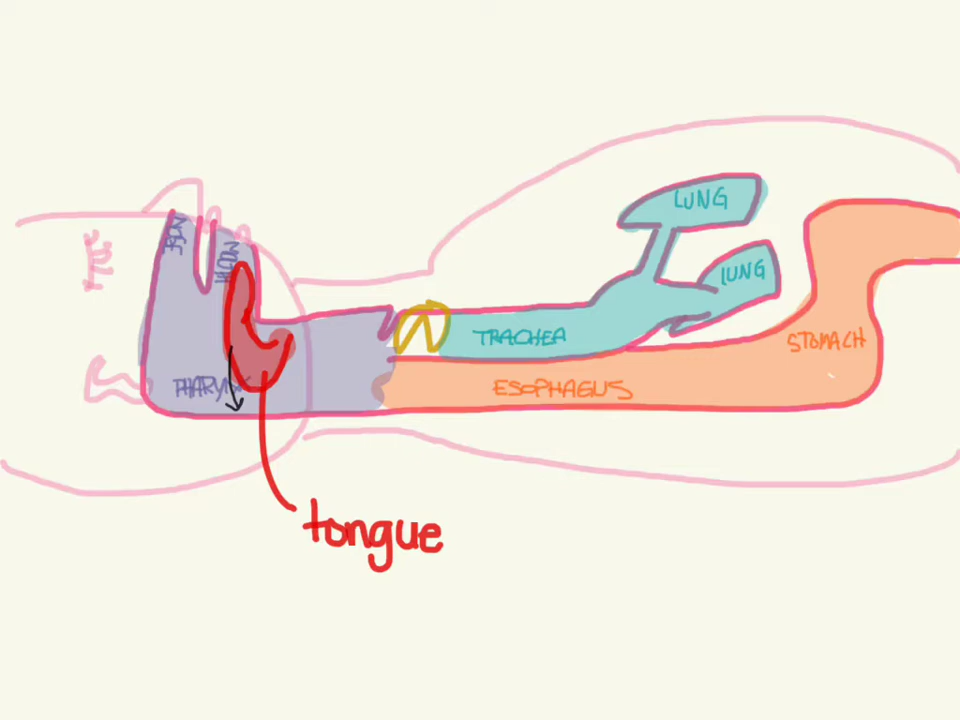 NOSE
MOUTH
PHARYNX
TRACHEA
LUNG
LUNG
ESOPHAGUS
STOMACH
tongue